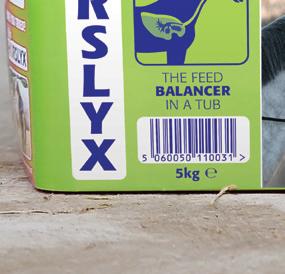 RSLYX
THE FEED
BALANCER
IN A TUB
5 060050 110031 >
5kg ℮